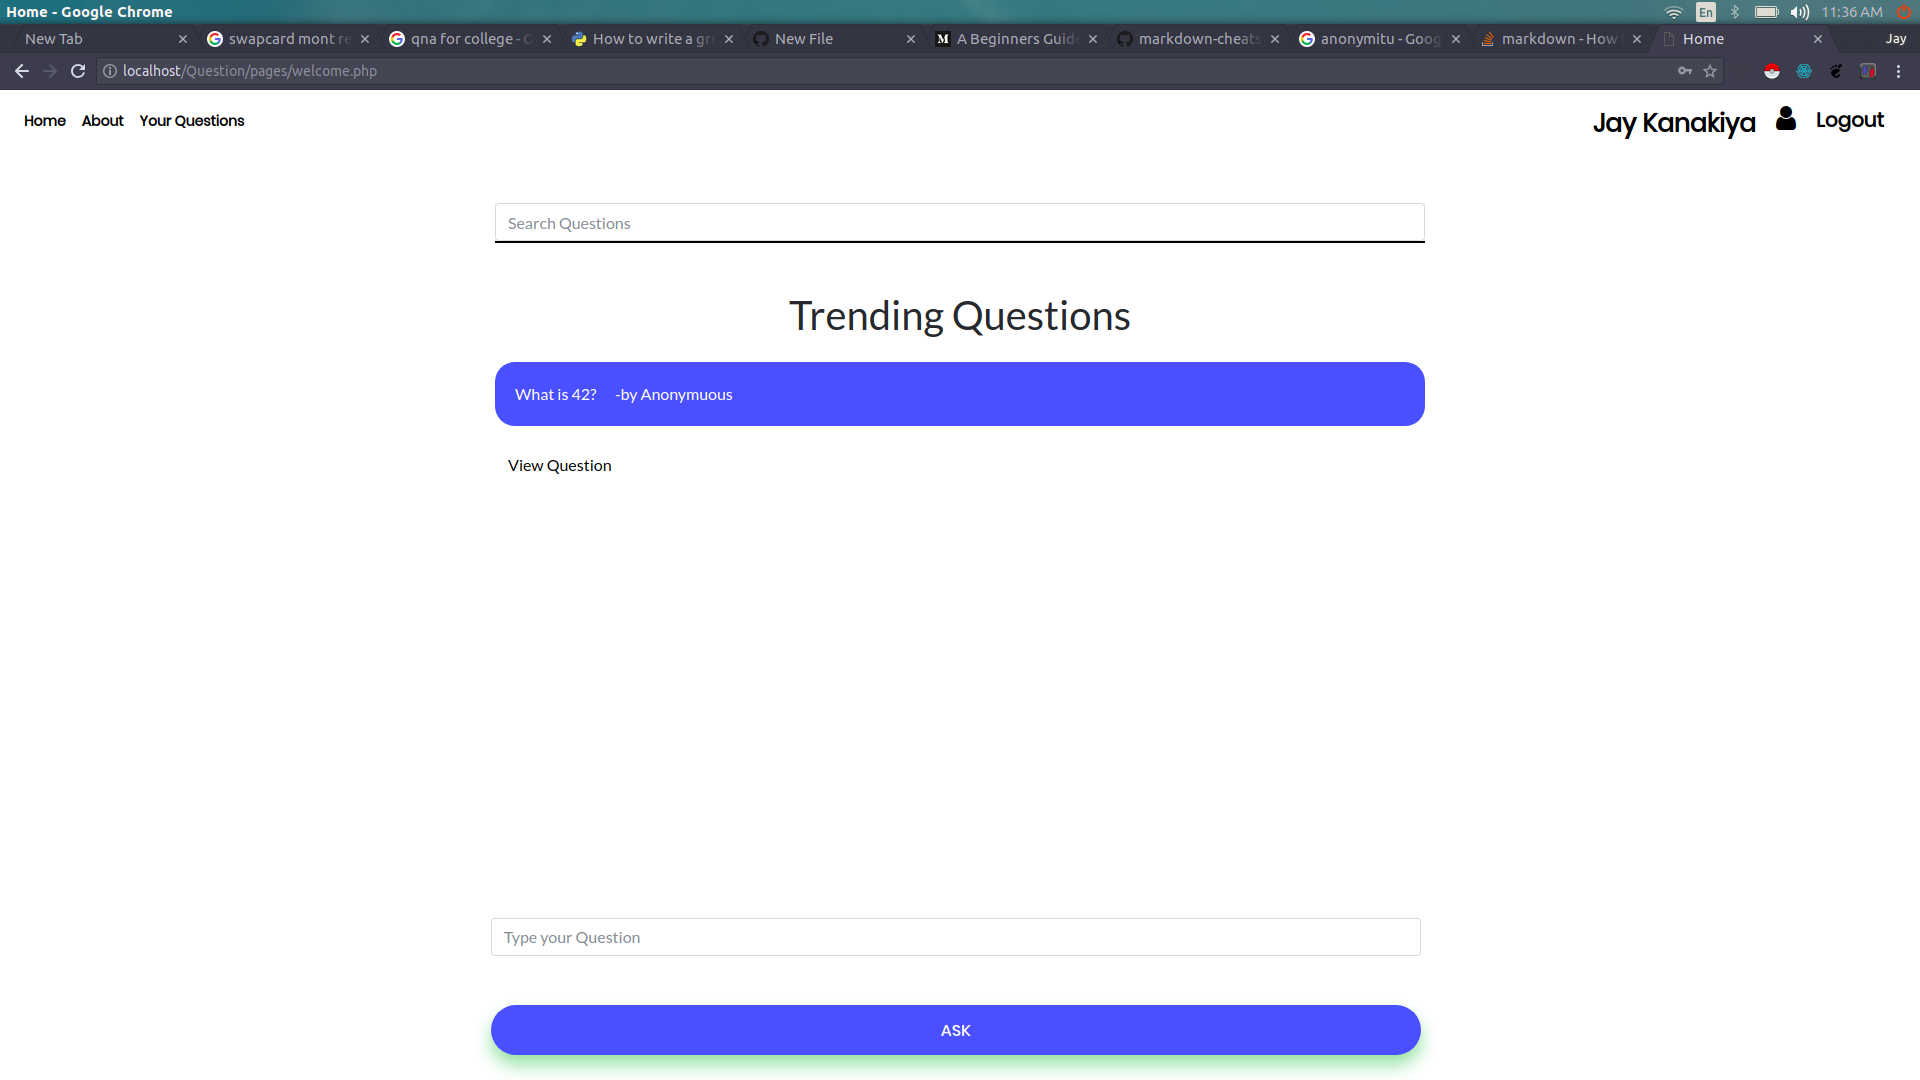 Home - Google Chrome
En
11:36 AM
New Tab
swapcard mont re
qna for college - G
How to write a gr
New File
A Beginners Guid
markdown-cheats
anonymitu - Goog
markdown - How
Home
Jay
localhost/Question/pages/welcome.php
Home About Your Questions
Jay Kanakiya Logout
Search Questions
Trending Questions
What is 42? -by Anonymuous
View Question
Type your Question
ASK